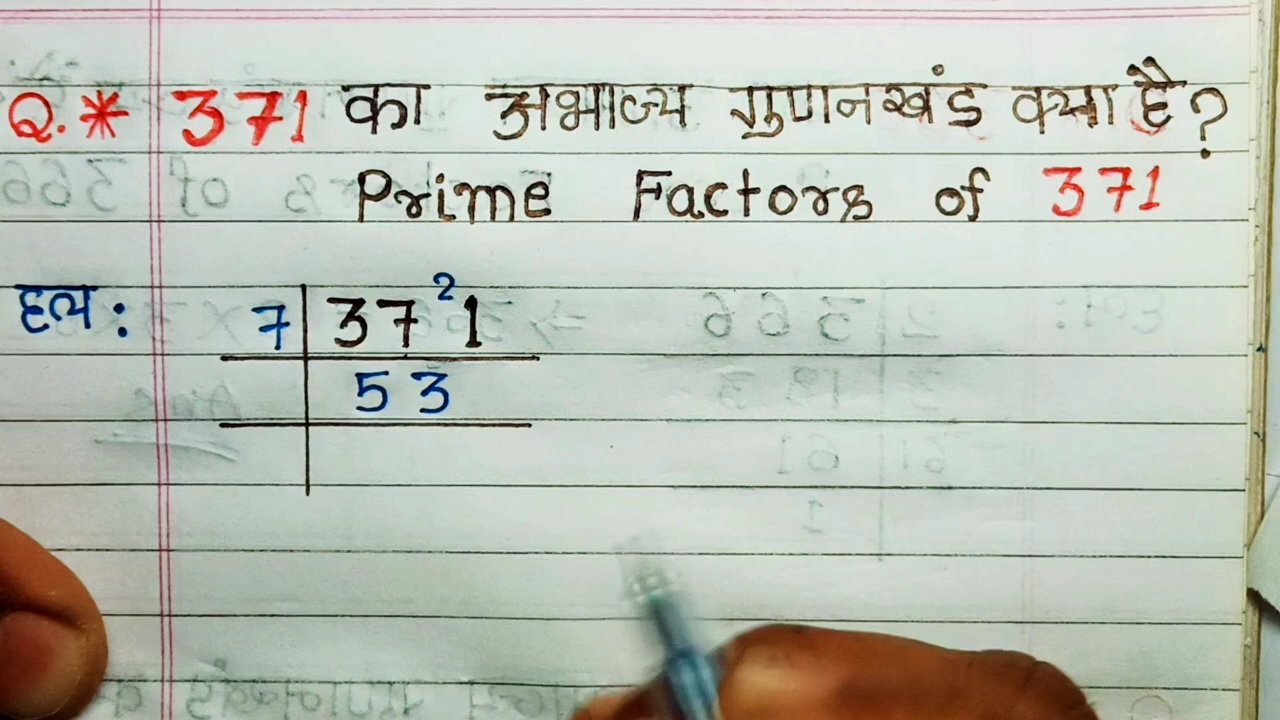 Q.* 371 का अभाज्य गुणनखंड क्या है?
Prime Factors of 371
हल :
7 | 37²1
53